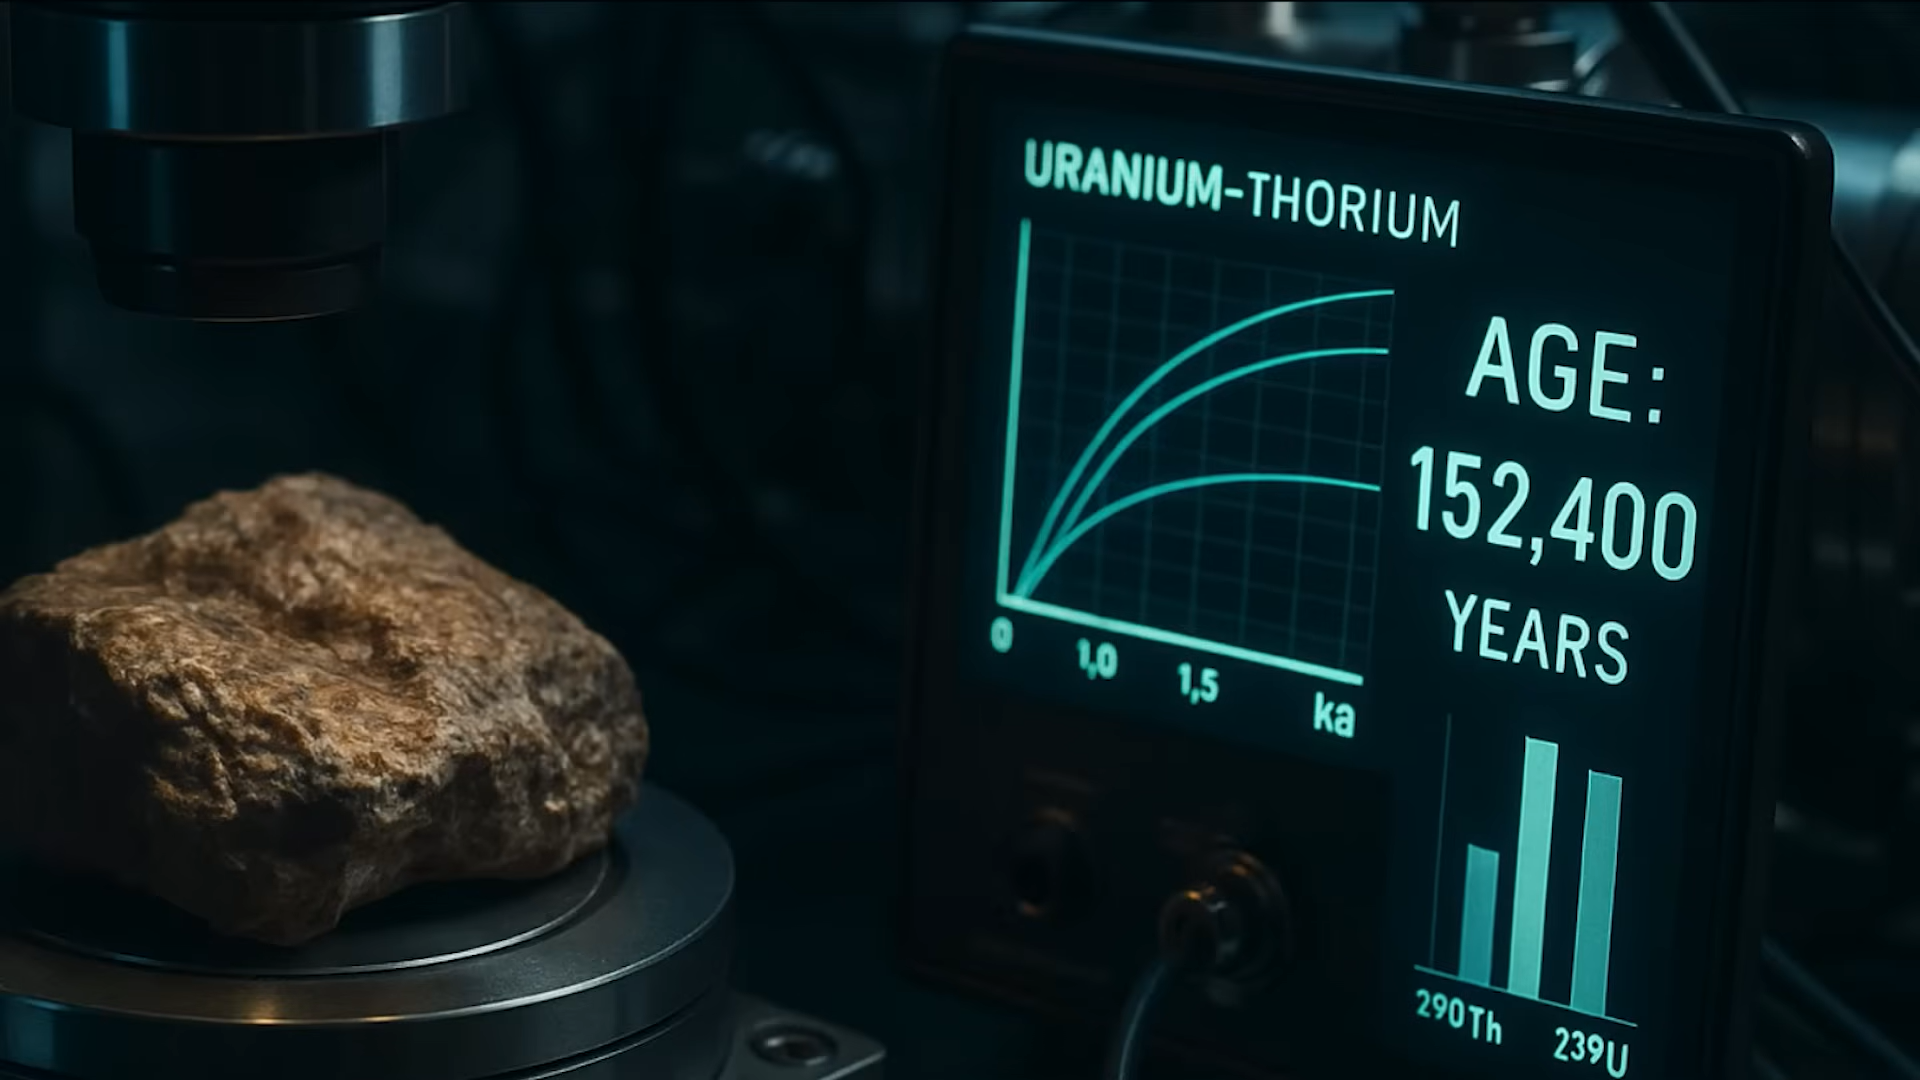 URANIUM-THORIUM
0 1,0 1,5 ka
AGE:
152,400
YEARS
290Th 239U